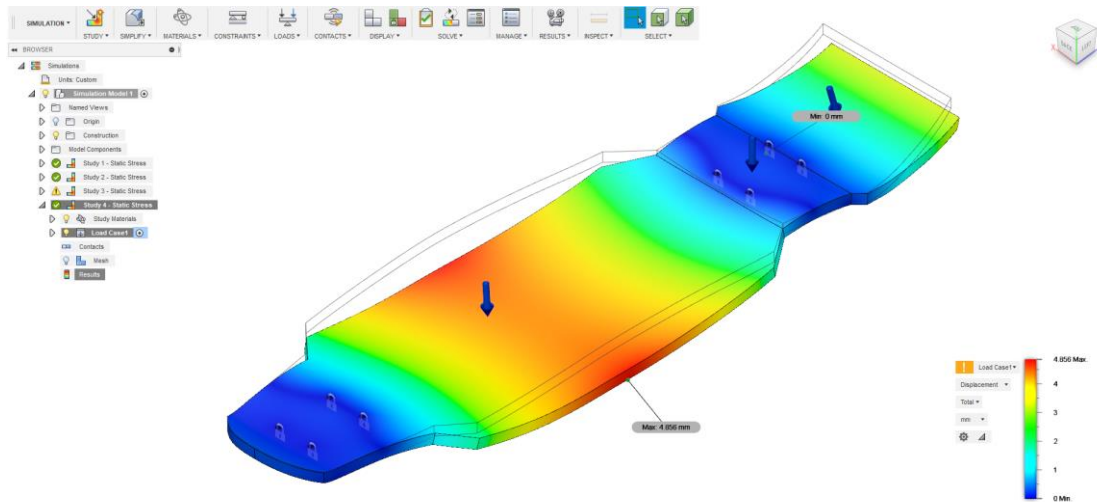 SIMULATION
STUDY
SIMPLIFY
MATERIALS
CONSTRAINTS
LOADS
CONTACTS
DISPLAY
SOLVE
MANAGE
RESULTS
INSPECT
SELECT
BROWSER
Simulations
Units: Custom
Simulation Model 1
Named Views
Origin
Construction
Model Components
Study 1 - Static Stress
Study 2 - Static Stress
Study 3 - Static Stress
Study 4 - Static Stress
Study Materials
Load Case1
Contacts
Mesh
Results
BACK
LEFT
Min: 0 mm
Max: 4.856 mm
Load Case1
Displacement
Total
mm
4.856 Max.
4
3
2
1
0 Min.